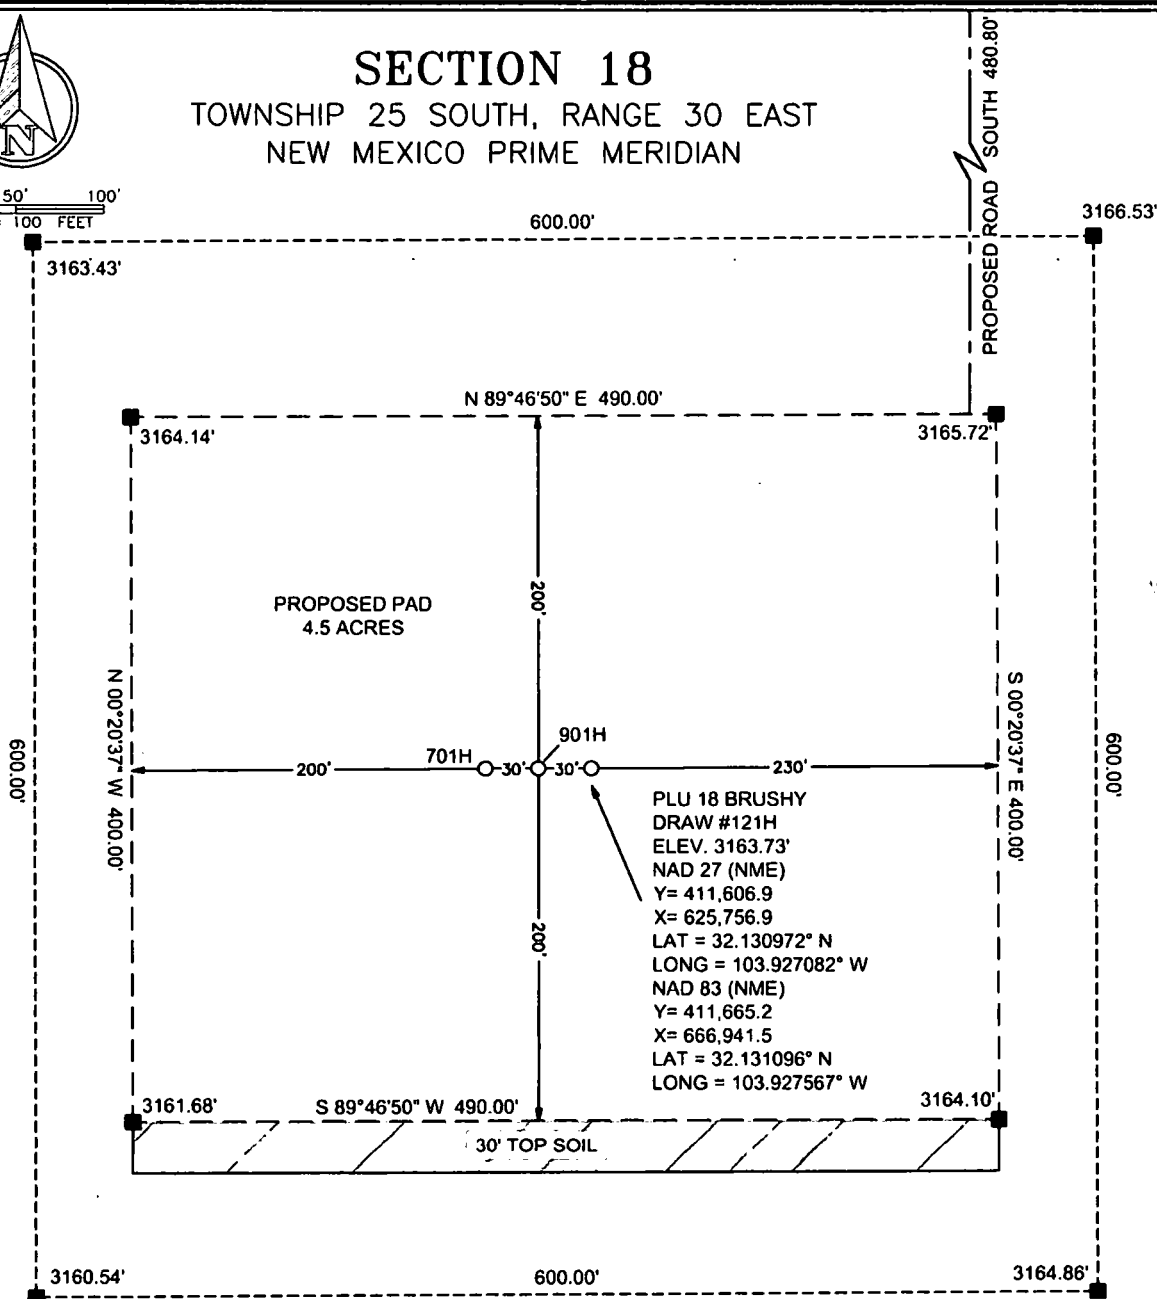 SECTION 18
TOWNSHIP 25 SOUTH, RANGE 30 EAST
NEW MEXICO PRIME MERIDIAN
N
50' 100'
100 FEET
PROPOSED ROAD SOUTH 480.80'
600.00'
3166.53'
3163.43'
N 89°46'50" E 490.00'
3164.14'
3165.72'
200'
PROPOSED PAD
4.5 ACRES
N 00°20'37" W 400.00'
S 00°20'37" E 400.00'
600.00'
600.00'
901H
701H
200'
30'
30'
230'
PLU 18 BRUSHY
DRAW #121H
ELEV. 3163.73'
NAD 27 (NME)
Y= 411,606.9
X= 625,756.9
LAT = 32.130972° N
LONG = 103.927082° W
NAD 83 (NME)
Y= 411,665.2
X= 666,941.5
LAT = 32.131096° N
LONG = 103.927567° W
200'
3161.68'
S 89°46'50" W 490.00'
3164.10'
30' TOP SOIL
3160.54'
600.00'
3164.86'